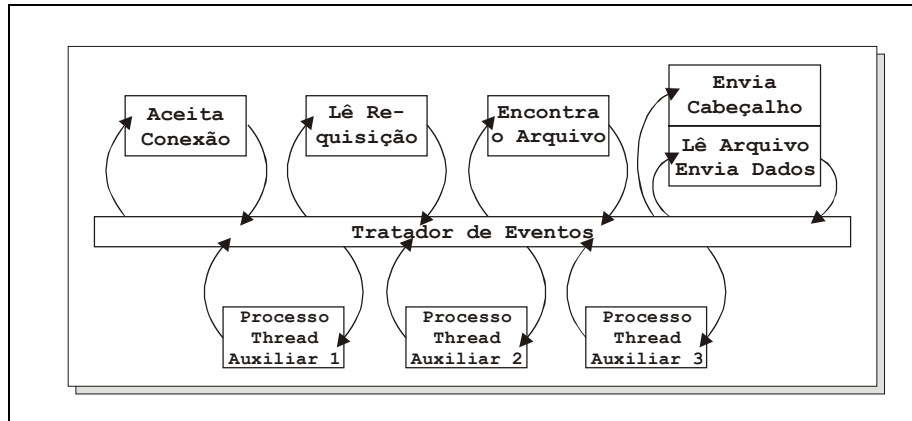 Aceita
Conexão
Lê Re-
quisição
Encontra
o Arquivo
Envia
Cabeçalho
Lê Arquivo
Envia Dados
Tratador de Eventos
Processo
Thread
Auxiliar 1
Processo
Thread
Auxiliar 2
Processo
Thread
Auxiliar 3